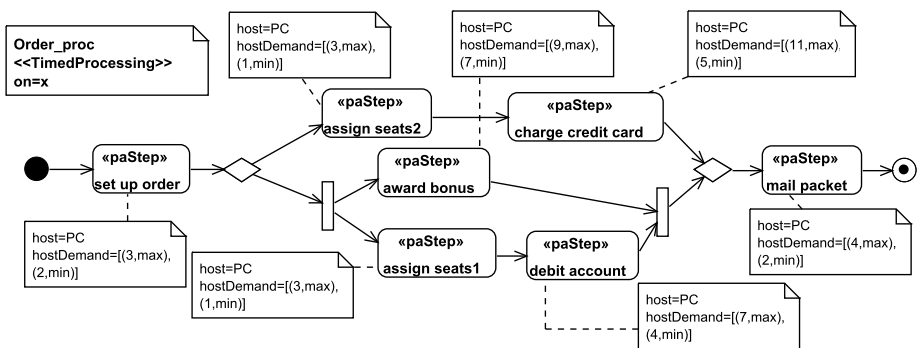 Order_proc
<<TimedProcessing>>
on=x
host=PC
hostDemand=[(3,max),
(1,min)]
host=PC
hostDemand=[(9,max),
(7,min)]
host=PC
hostDemand=[(11,max),
(5,min)]
«paStep»
assign seats2
«paStep»
charge credit card
«paStep»
set up order
«paStep»
award bonus
«paStep»
mail packet
«paStep»
assign seats1
«paStep»
debit account
host=PC
hostDemand=[(3,max),
(2,min)]
host=PC
hostDemand=[(3,max),
(1,min)]
host=PC
hostDemand=[(4,max),
(2,min)]
host=PC
hostDemand=[(7,max),
(4,min)]